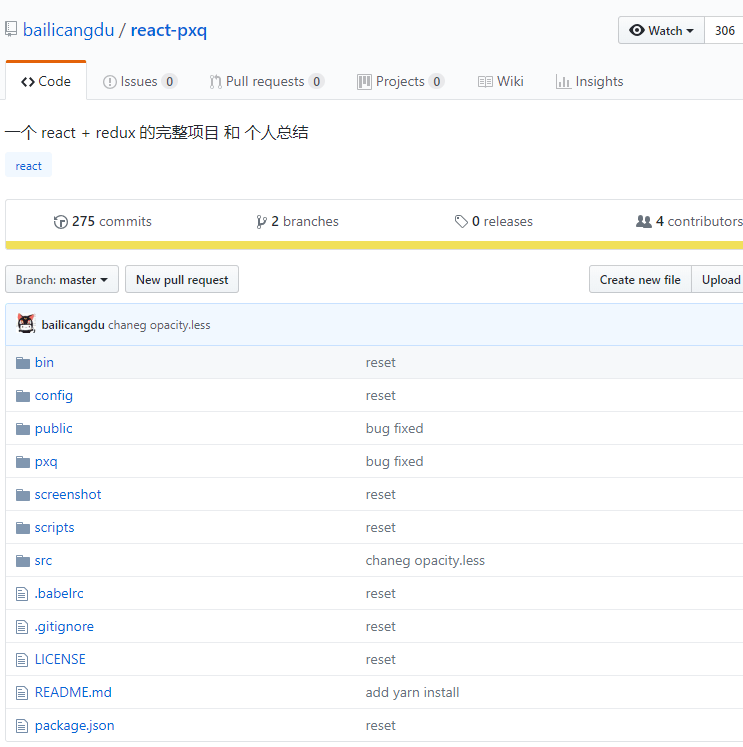 bailicangdu / react-pxq Watch 306
Code Issues 0 Pull requests 0 Projects 0 Wiki Insights
一个 react + redux 的完整项目 和 个人总结
react
275 commits 2 branches 0 releases 4 contributors
Branch: master New pull request Create new file Upload
bailicangdu chaneg opacity.less
bin reset
config reset
public bug fixed
pxq bug fixed
screenshot reset
scripts reset
src chaneg opacity.less
.babelrc reset
.gitignore reset
LICENSE reset
README.md add yarn install
package.json reset